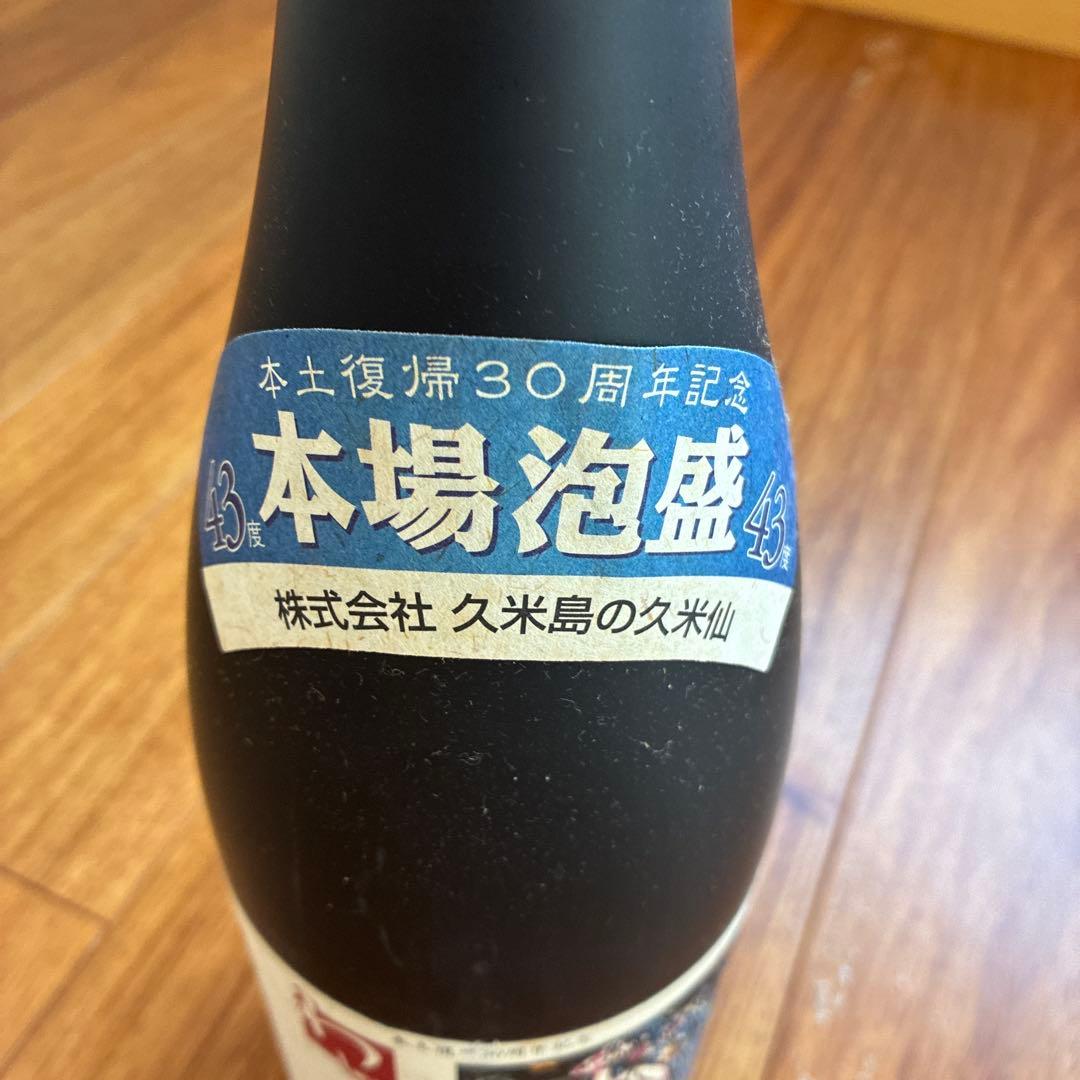 本土復帰30周年記念
43度 本場泡盛 43度
株式会社 久米島の久米仙